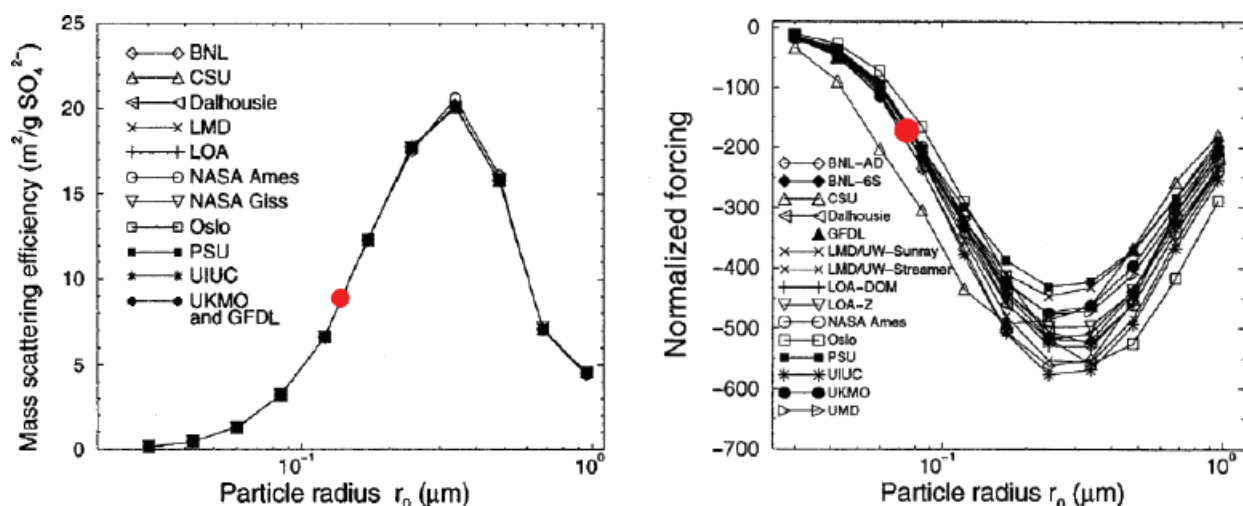 Mass scattering efficiency (m²/g SO₄²⁻)
25
20
15
10
5
0
BNL
CSU
Dalhousie
LMD
LOA
NASA Ames
NASA Giss
Oslo
PSU
UIUC
UKMO
and GFDL
10⁻¹
10⁰
Particle radius r₀ (μm)
Normalized forcing
0
-100
-200
-300
-400
-500
-600
-700
BNL-AD
BNL-6S
CSU
Dalhousie
GFDL
LMD/UW-Sunray
LMD/UW-Streamer
LOA-DOM
LOA-Z
NASA Ames
Oslo
PSU
UIUC
UKMO
UMD
10⁻¹
10⁰
Particle radius r₀ (μm)